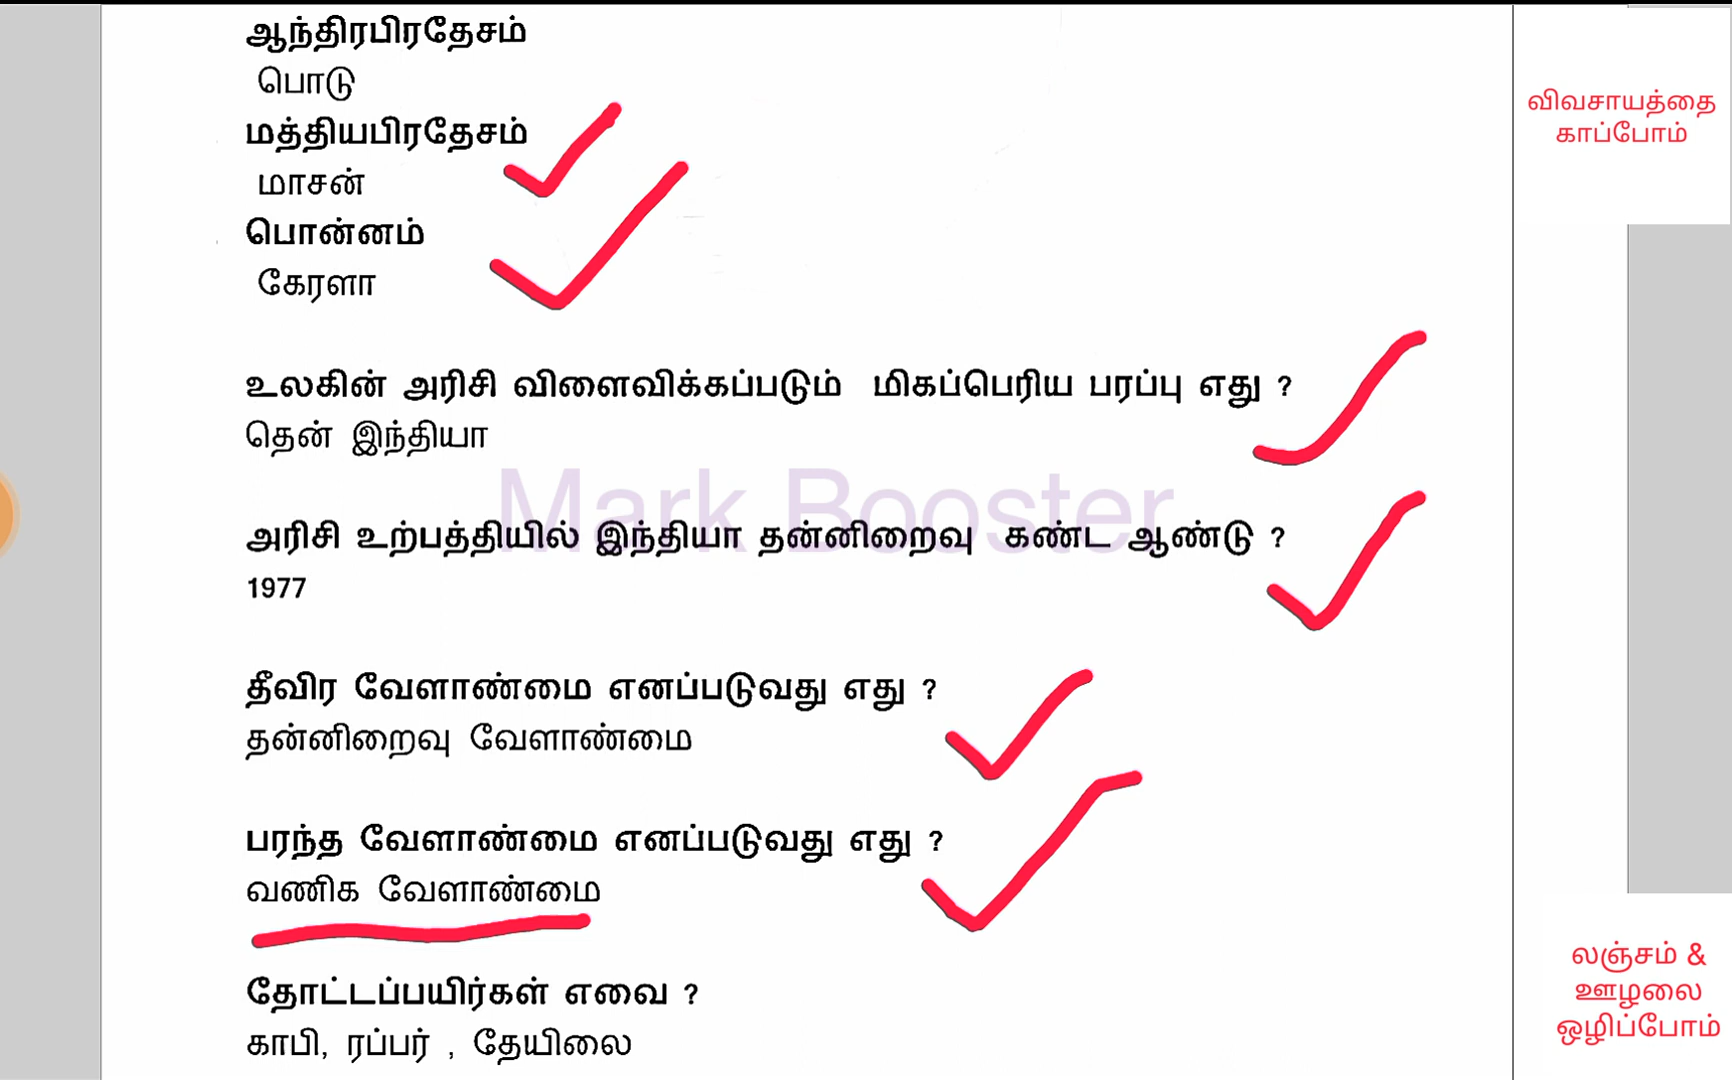 ஆந்திரபிரதேசம்
பொடு
மத்தியபிரதேசம்
மாசன்
பொன்னம்
கேரளா
உலகின் அரிசி விளைவிக்கப்படும் மிகப்பெரிய பரப்பு எது ?
தென் இந்தியா
Mark Booster
அரிசி உற்பத்தியில் இந்தியா தன்னிறைவு கண்ட ஆண்டு ?
1977
தீவிர வேளாண்மை எனப்படுவது எது ?
தன்னிறைவு வேளாண்மை
பரந்த வேளாண்மை எனப்படுவது எது ?
வணிக வேளாண்மை
தோட்டப்பயிர்கள் எவை ?
காபி, ரப்பர் , தேயிலை
விவசாயத்தை
காப்போம்
லஞ்சம் &
ஊழலை
ஒழிப்போம்